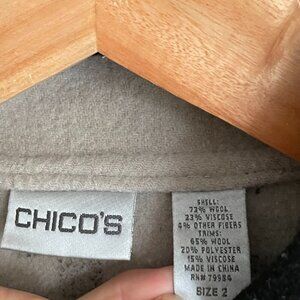 CHICO'S
SHELL:
73% WOOL
23% VISCOSE
4% OTHER FIBERS
TRIMS:
65% WOOL
20% POLYESTER
15% VISCOSE
MADE IN CHINA
RN# 79984
SIZE 2